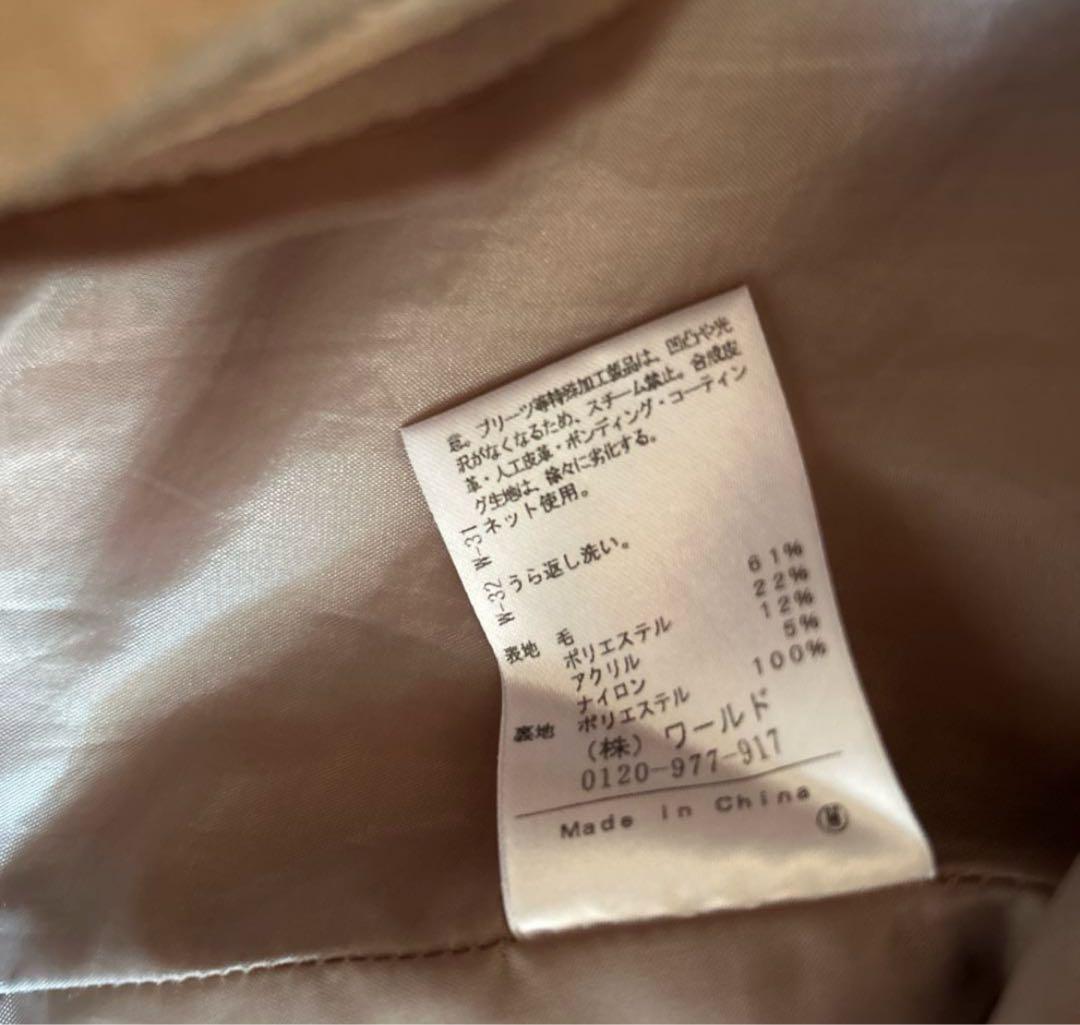 意。プリーツ等特殊加工製品は、凹凸や光
沢がなくなるため、スチーム禁止。合成皮
革・人工皮革・ボンディング・コーティン
グ生地は、徐々に劣化する。
W-31 ネット使用。
W-32 うら返し洗い。
表地 毛 61%
ポリエステル 22%
アクリル 12%
ナイロン 5%
裏地 ポリエステル 100%
(株) ワールド
0120-977-917
Made in China